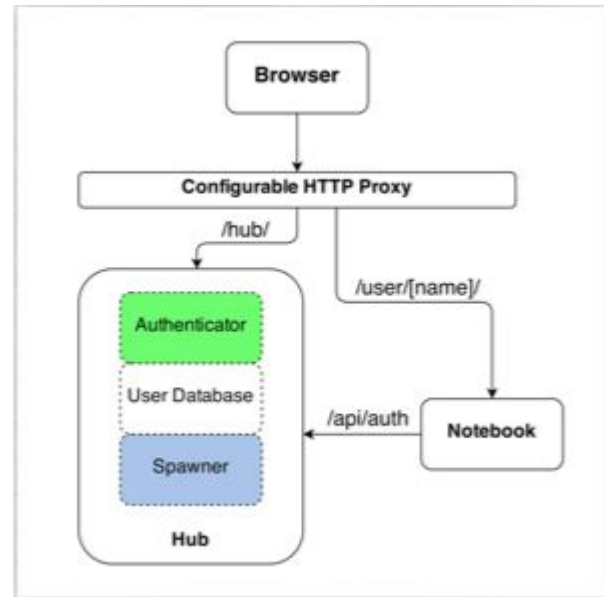 Browser
Configurable HTTP Proxy
/hub/
/user/[name]/
Authenticator
User Database
/api/auth
Notebook
Spawner
Hub